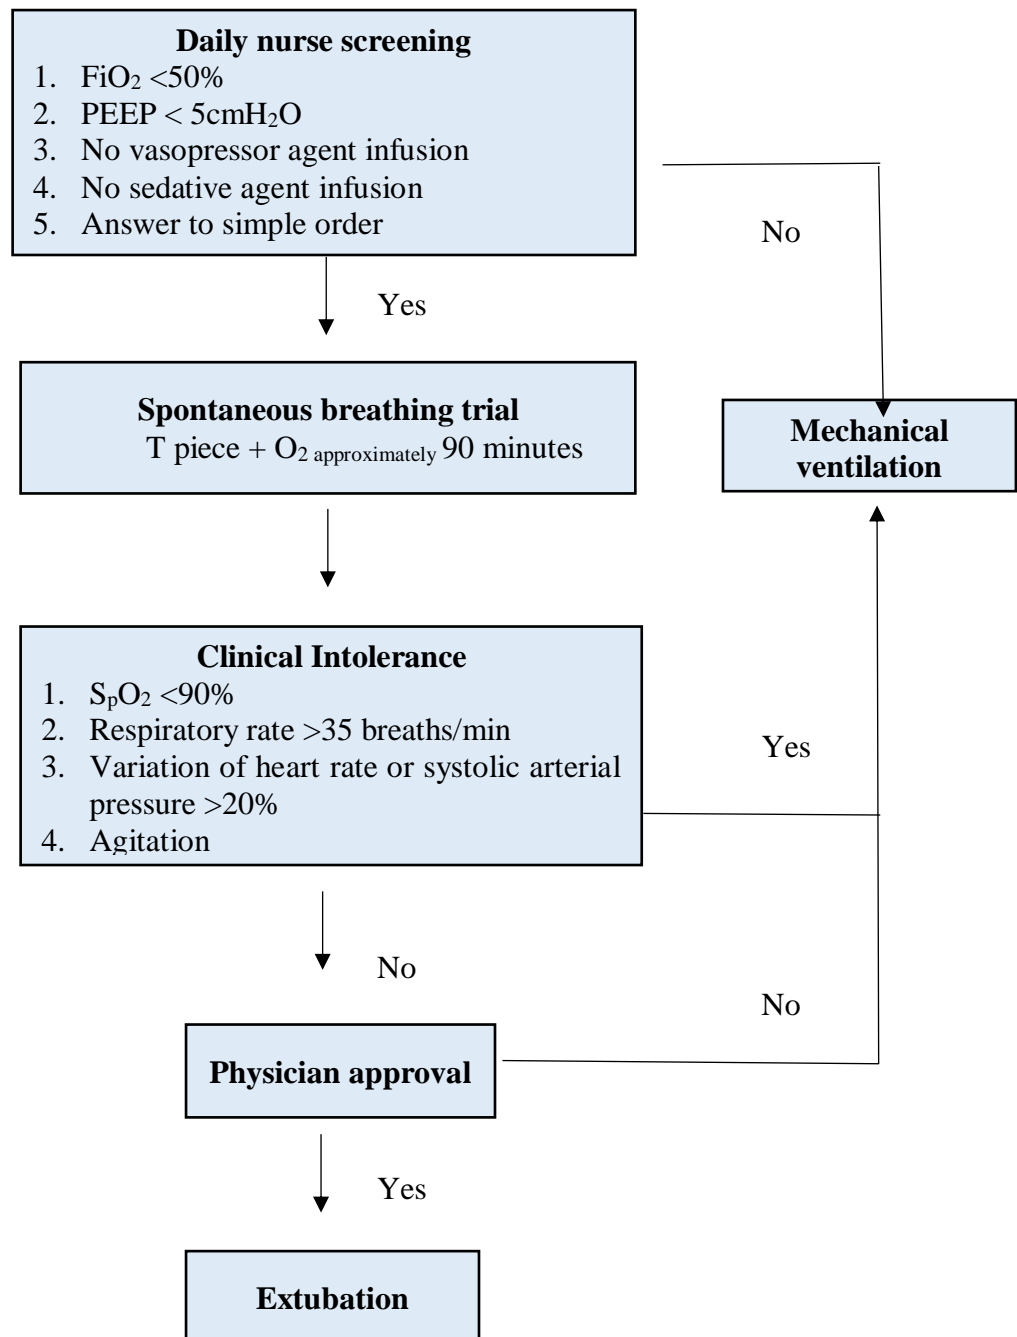 Daily nurse screening
1. FiO₂ <50%
2. PEEP < 5cmH₂O
3. No vasopressor agent infusion
4. No sedative agent infusion
5. Answer to simple order
No
Yes
Spontaneous breathing trial
T piece + O₂ approximately 90 minutes
Mechanical
ventilation
Clinical Intolerance
1. SpO₂ <90%
2. Respiratory rate >35 breaths/min
3. Variation of heart rate or systolic arterial
pressure >20%
4. Agitation
Yes
No
No
Physician approval
Yes
Extubation